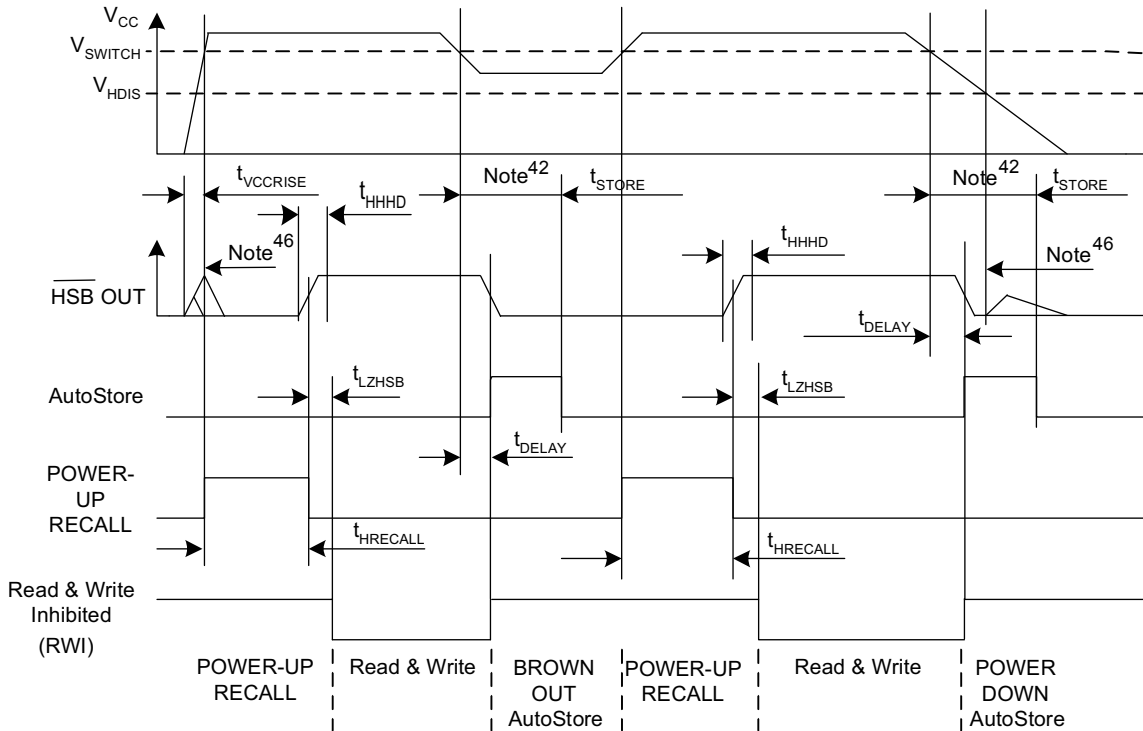 VCC
VSWITCH
VHDIS
tVCCRISE
Note42
tSTORE
Note42
tSTORE
tHHHD
tHHHD
Note46
Note46
HSB OUT
tDELAY
tLZHSB
tLZHSB
AutoStore
tDELAY
POWER-
UP
RECALL
tHRECALL
tHRECALL
Read & Write
Inhibited
(RWI)
POWER-UP
RECALL
Read & Write
BROWN
OUT
AutoStore
POWER-UP
RECALL
Read & Write
POWER
DOWN
AutoStore